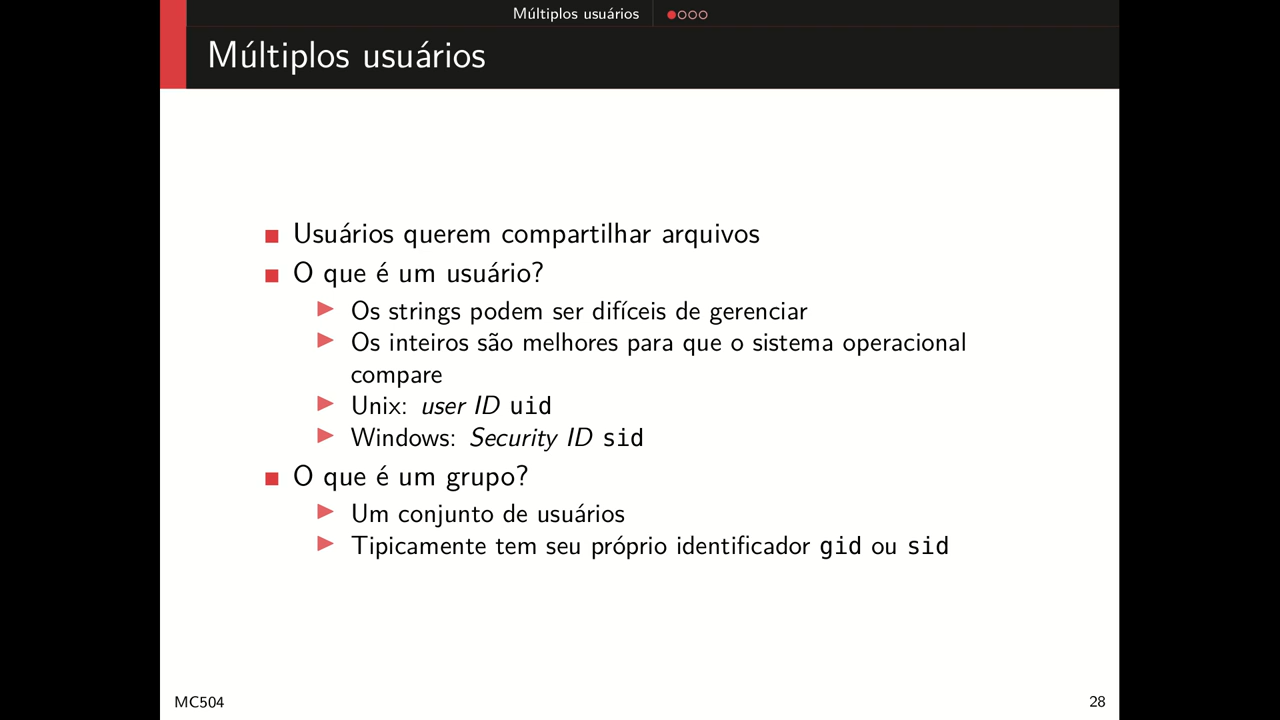 Múltiplos usuários
Múltiplos usuários
Usuários querem compartilhar arquivos
O que é um usuário?
Os strings podem ser difíceis de gerenciar
Os inteiros são melhores para que o sistema operacional
compare
Unix: user ID uid
Windows: Security ID sid
O que é um grupo?
Um conjunto de usuários
Tipicamente tem seu próprio identificador gid ou sid
MC504
28